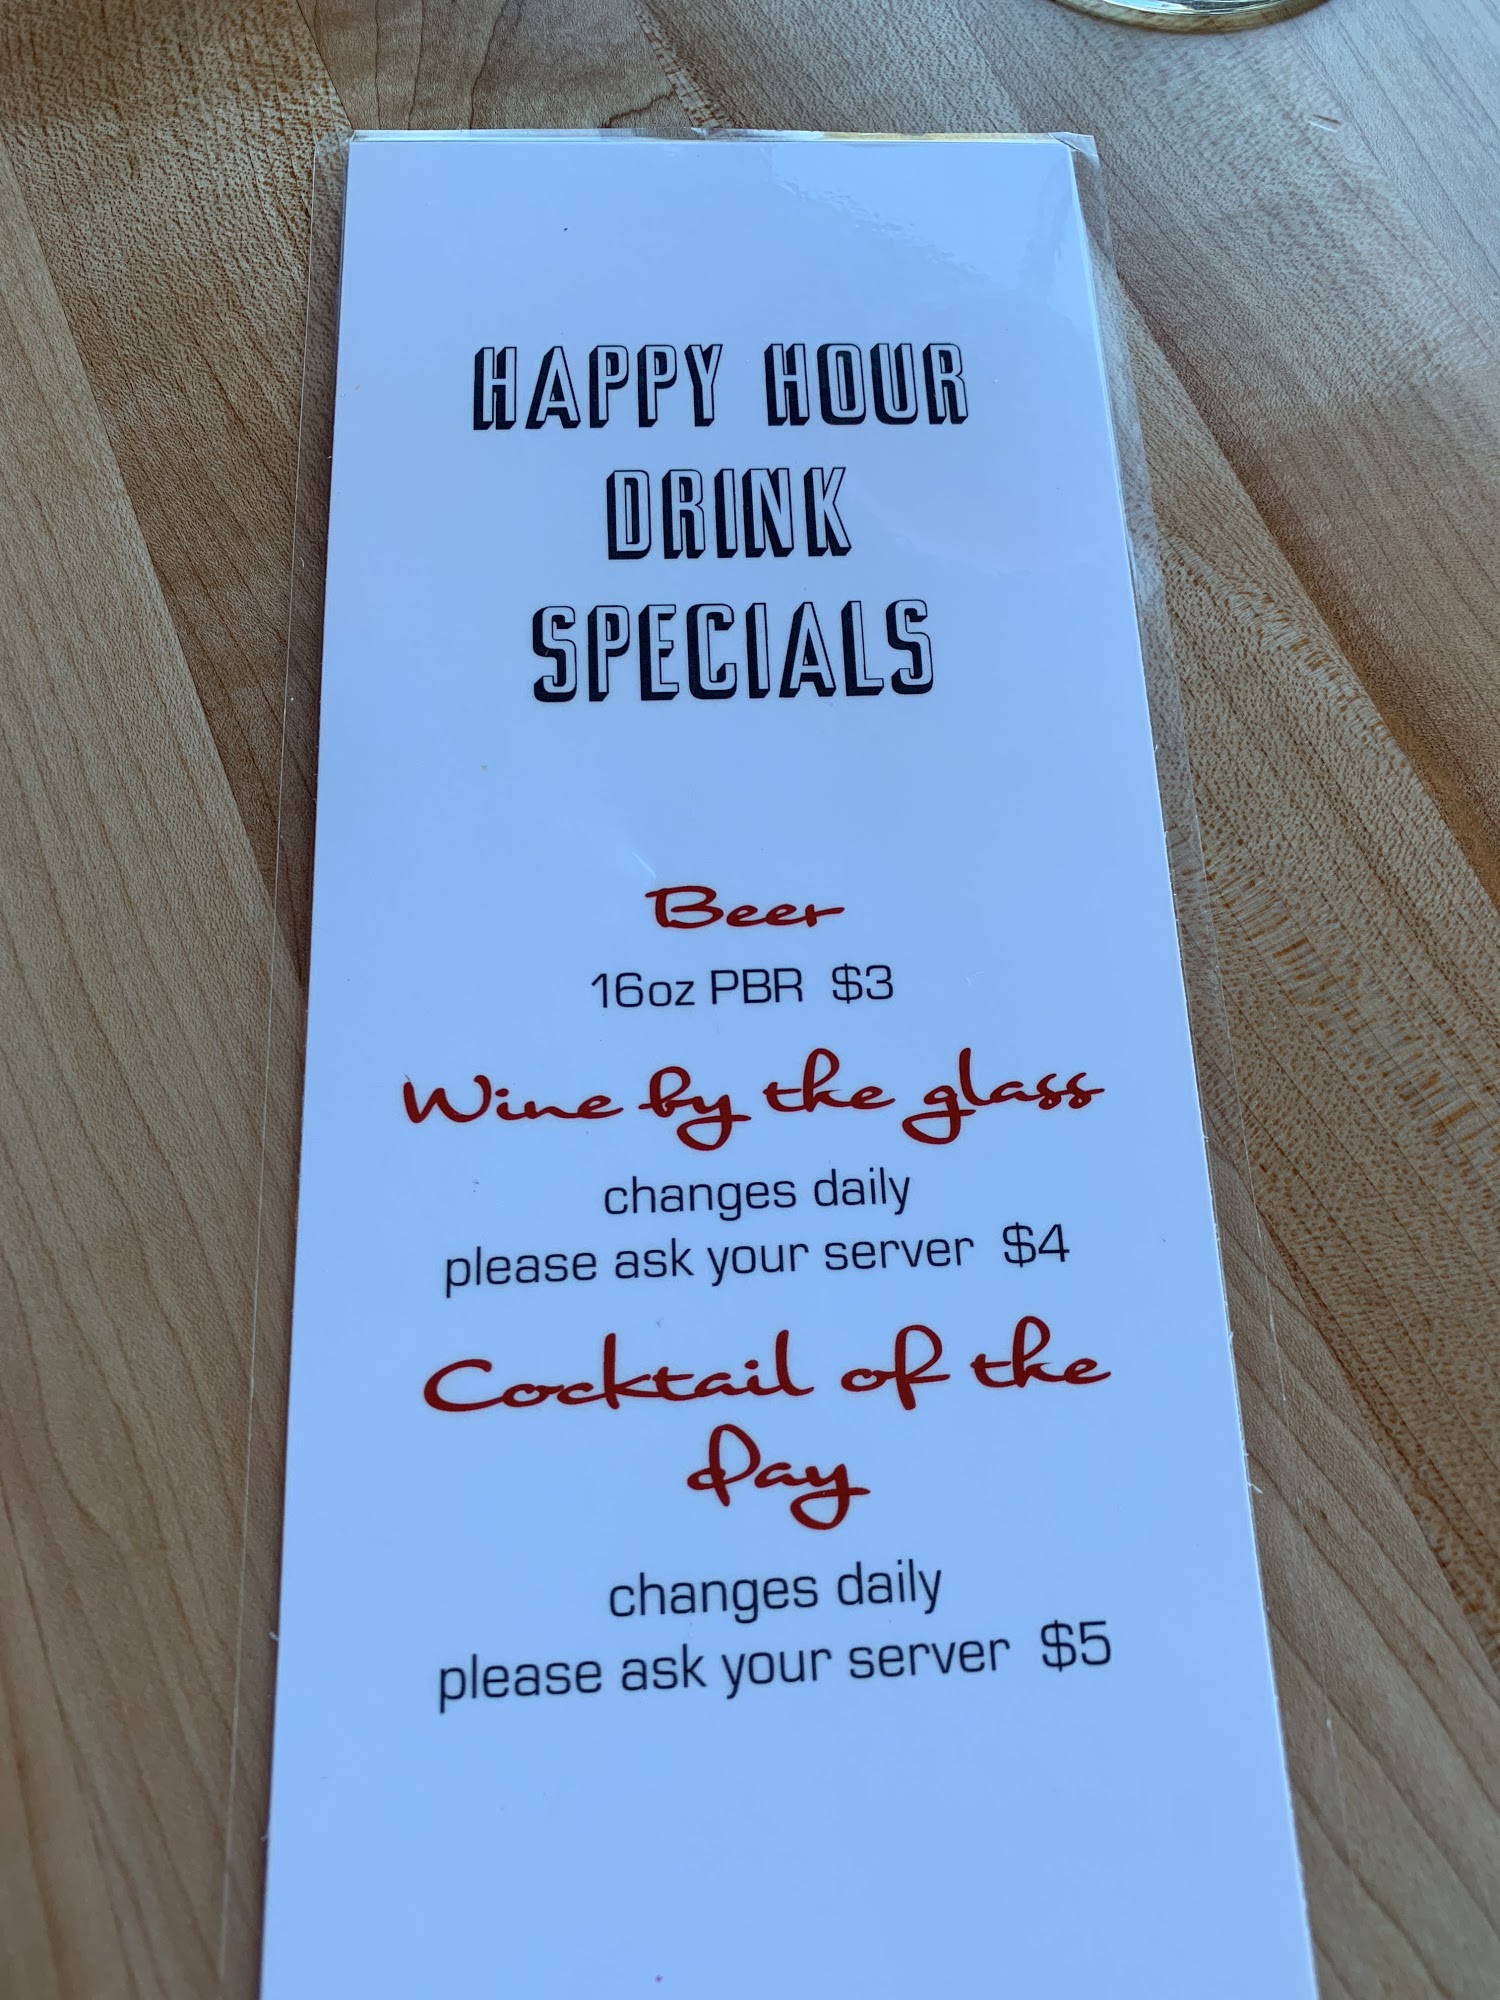 HAPPY HOUR
DRINK
SPECIALS
Beer
16oz PBR $3
Wine by the glass
changes daily
please ask your server $4
Cocktail of the
Day
changes daily
please ask your server $5